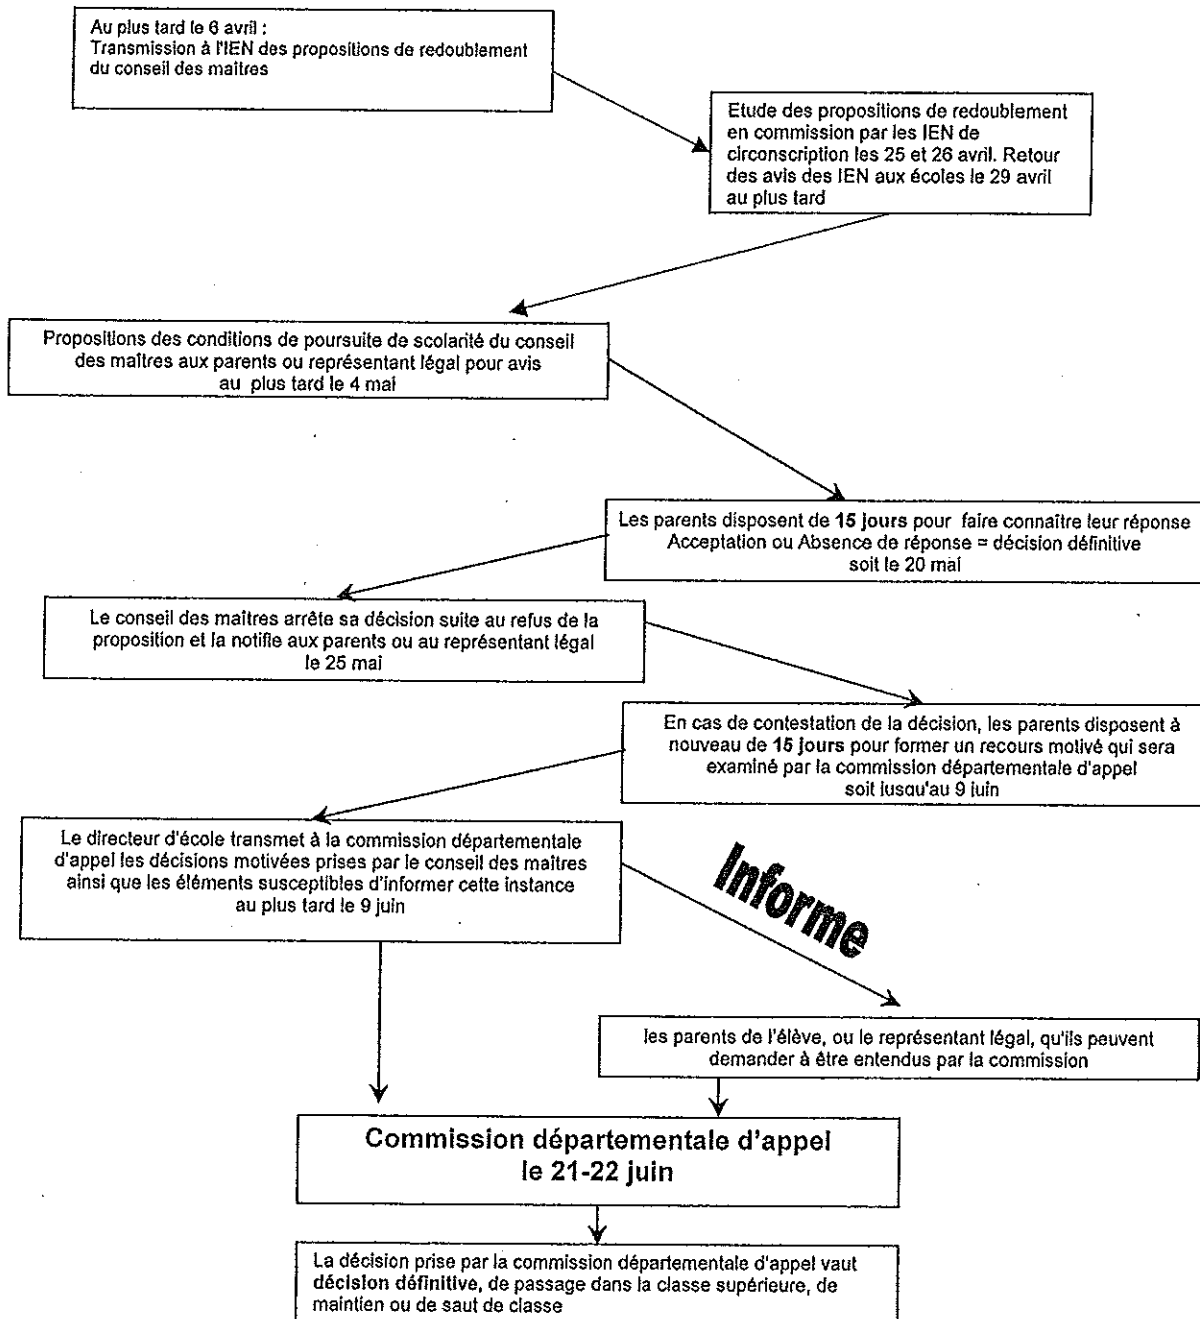 Au plus tard le 6 avril :
Transmission à l'IEN des propositions de redoublement
du conseil des maîtres
Etude des propositions de redoublement
en commission par les IEN de
circonscription les 25 et 26 avril. Retour
des avis des IEN aux écoles le 29 avril
au plus tard
Propositions des conditions de poursuite de scolarité du conseil
des maîtres aux parents ou représentant légal pour avis
au plus tard le 4 mai
Les parents disposent de 15 jours pour faire connaître leur réponse
Acceptation ou Absence de réponse = décision définitive
soit le 20 mai
Le conseil des maîtres arrête sa décision suite au refus de la
proposition et la notifie aux parents ou au représentant légal
le 25 mai
En cas de contestation de la décision, les parents disposent à
nouveau de 15 jours pour former un recours motivé qui sera
examiné par la commission départementale d'appel
soit jusqu'au 9 juin
Le directeur d'école transmet à la commission départementale
d'appel les décisions motivées prises par le conseil des maîtres
ainsi que les éléments susceptibles d'informer cette instance
au plus tard le 9 juin
Informe
les parents de l'élève, ou le représentant légal, qu'ils peuvent
demander à être entendus par la commission
Commission départementale d'appel
le 21-22 juin
La décision prise par la commission départementale d'appel vaut
décision définitive, de passage dans la classe supérieure, de
maintien ou de saut de classe